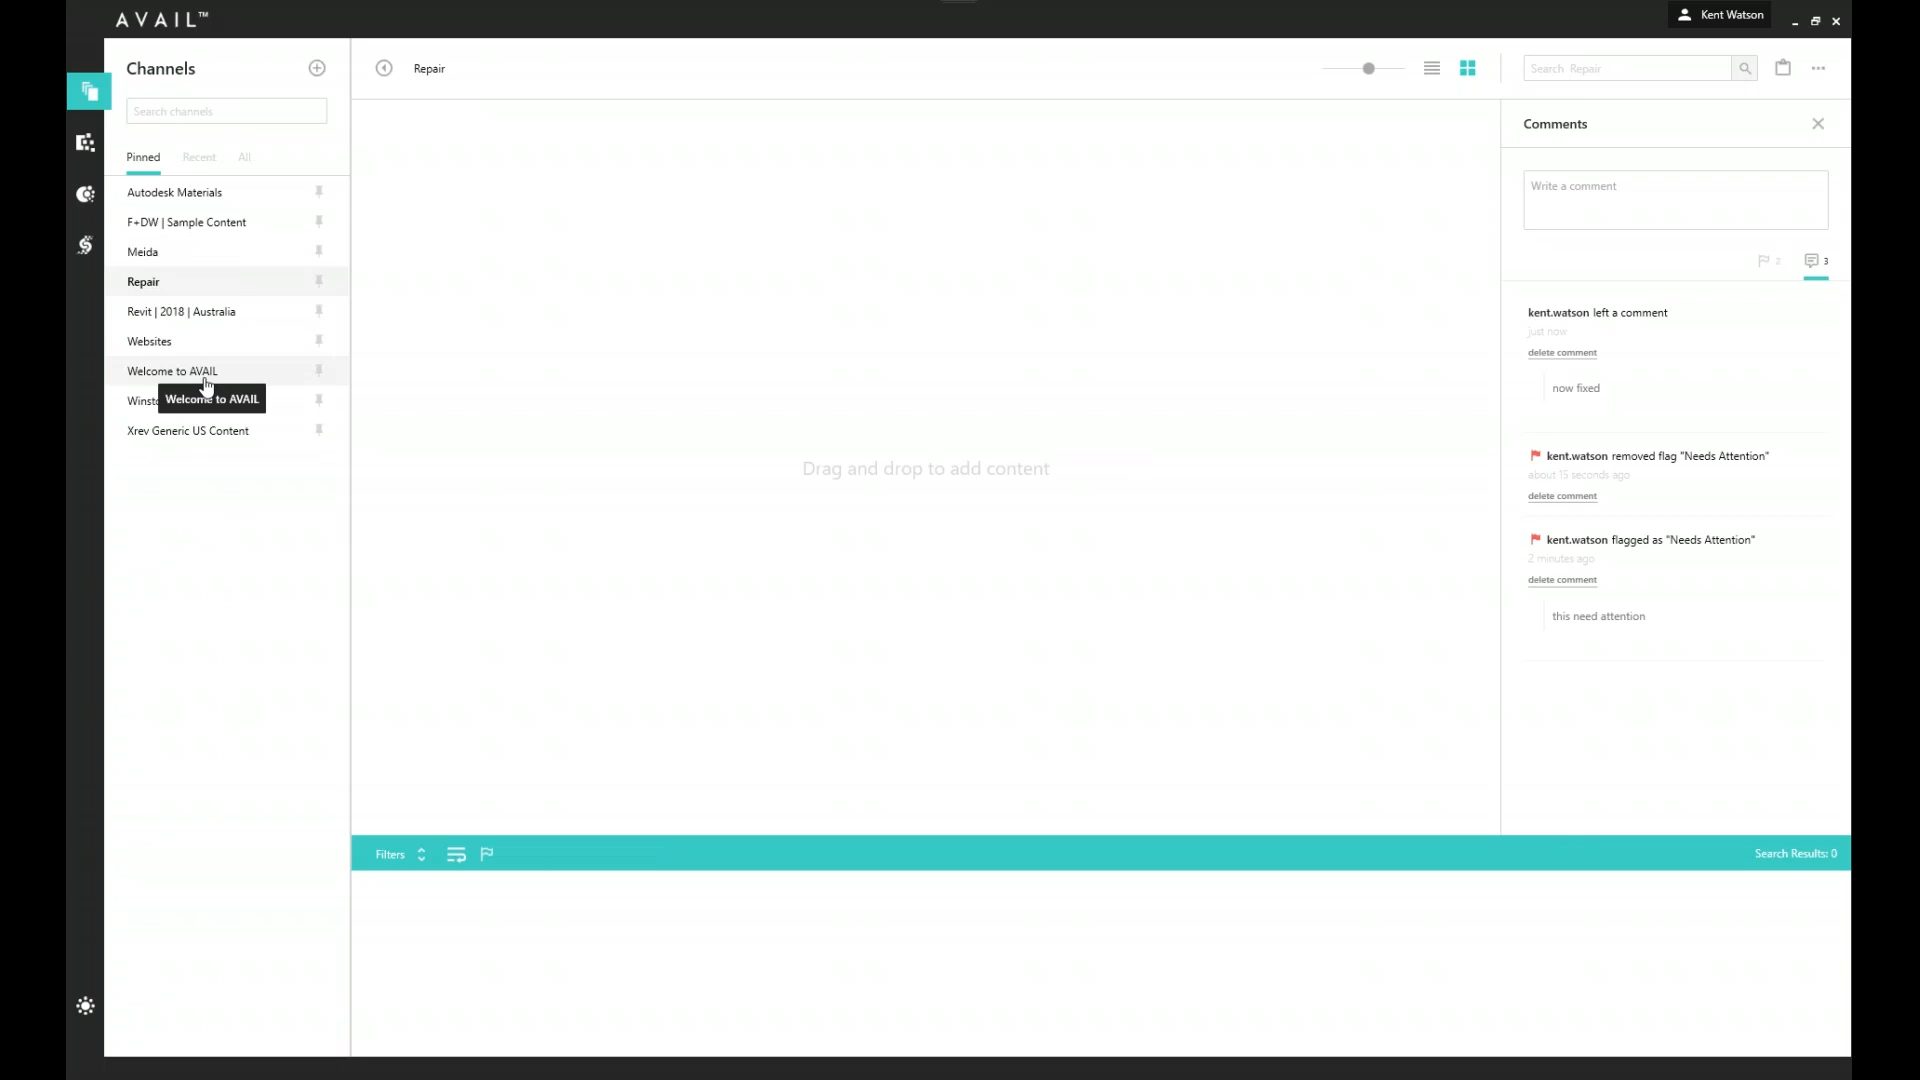 AVAIL™
Kent Watson
Channels
Repair
Search Repair
Search channels
Comments
Write a comment
Pinned
Recent
All
Autodesk Materials
F+DW | Sample Content
Meida
Repair
Revit | 2018 | Australia
Websites
Welcome to AVAIL
Welcome to AVAIL
Xrev Generic US Content
Drag and drop to add content
2
3
kent.watson left a comment
just now
delete comment
now fixed
kent.watson removed flag "Needs Attention"
about 15 seconds ago
delete comment
kent.watson flagged as "Needs Attention"
2 minutes ago
delete comment
this need attention
Filters
Search Results: 0